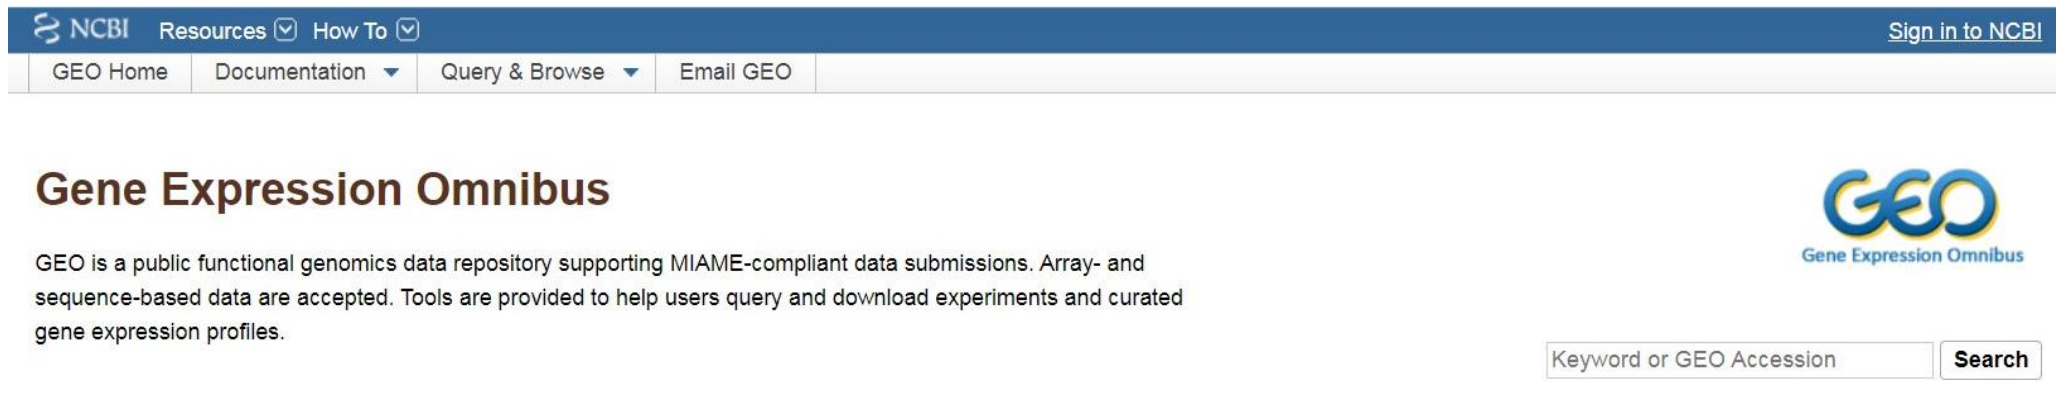 NCBI Resources How To Sign in to NCBI
GEO Home Documentation Query & Browse Email GEO
Gene Expression Omnibus
GEO
Gene Expression Omnibus
GEO is a public functional genomics data repository supporting MIAME-compliant data submissions. Array- and
sequence-based data are accepted. Tools are provided to help users query and download experiments and curated
gene expression profiles.
Keyword or GEO Accession Search